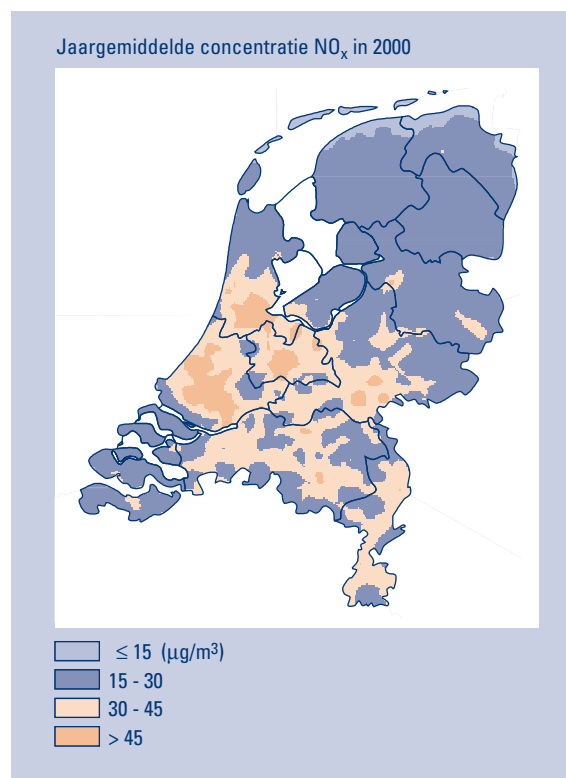 Jaargemiddelde concentratie NOx in 2000
≤ 15 (µg/m³)
15 - 30
30 - 45
> 45